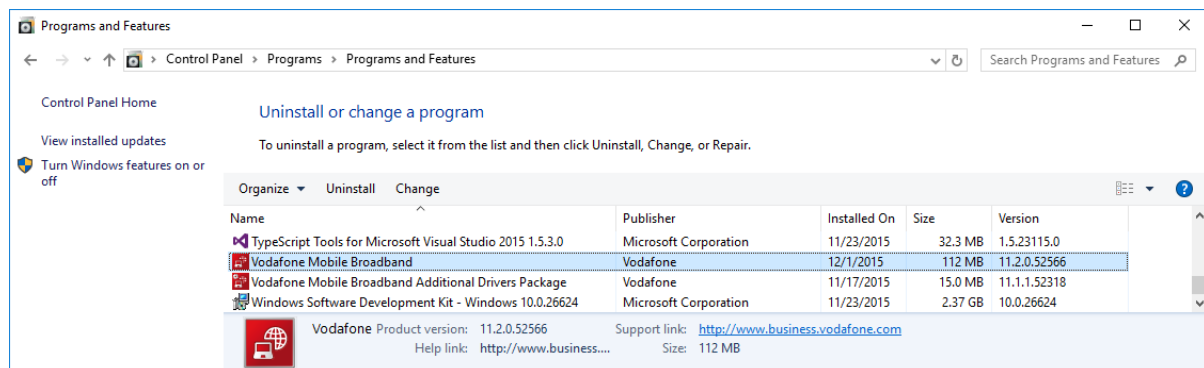 Programs and Features
Control Panel > Programs > Programs and Features
Search Programs and Features
Control Panel Home
View installed updates
Turn Windows features on or
off
Uninstall or change a program
To uninstall a program, select it from the list and then click Uninstall, Change, or Repair.
Organize Uninstall Change
Name Publisher Installed On Size Version
TypeScript Tools for Microsoft Visual Studio 2015 1.5.3.0 Microsoft Corporation 11/23/2015 32.3 MB 1.5.23115.0
Vodafone Mobile Broadband Vodafone 12/1/2015 112 MB 11.2.0.52566
Vodafone Mobile Broadband Additional Drivers Package Vodafone 11/17/2015 15.0 MB 11.1.1.52318
Windows Software Development Kit - Windows 10.0.26624 Microsoft Corporation 11/23/2015 2.37 GB 10.0.26624
Vodafone Product version: 11.2.0.52566 Support link: http://www.business.vodafone.com
Help link: http://www.business.... Size: 112 MB